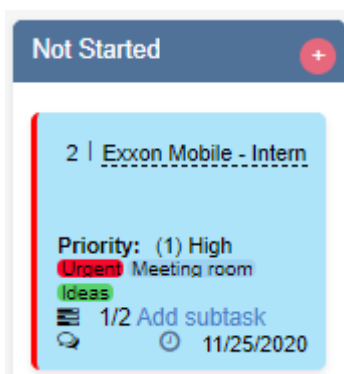 Not Started
+
2 | Exxon Mobile - Intern
Priority: (1) High
Urgent Meeting room
Ideas
1/2 Add subtask
11/25/2020